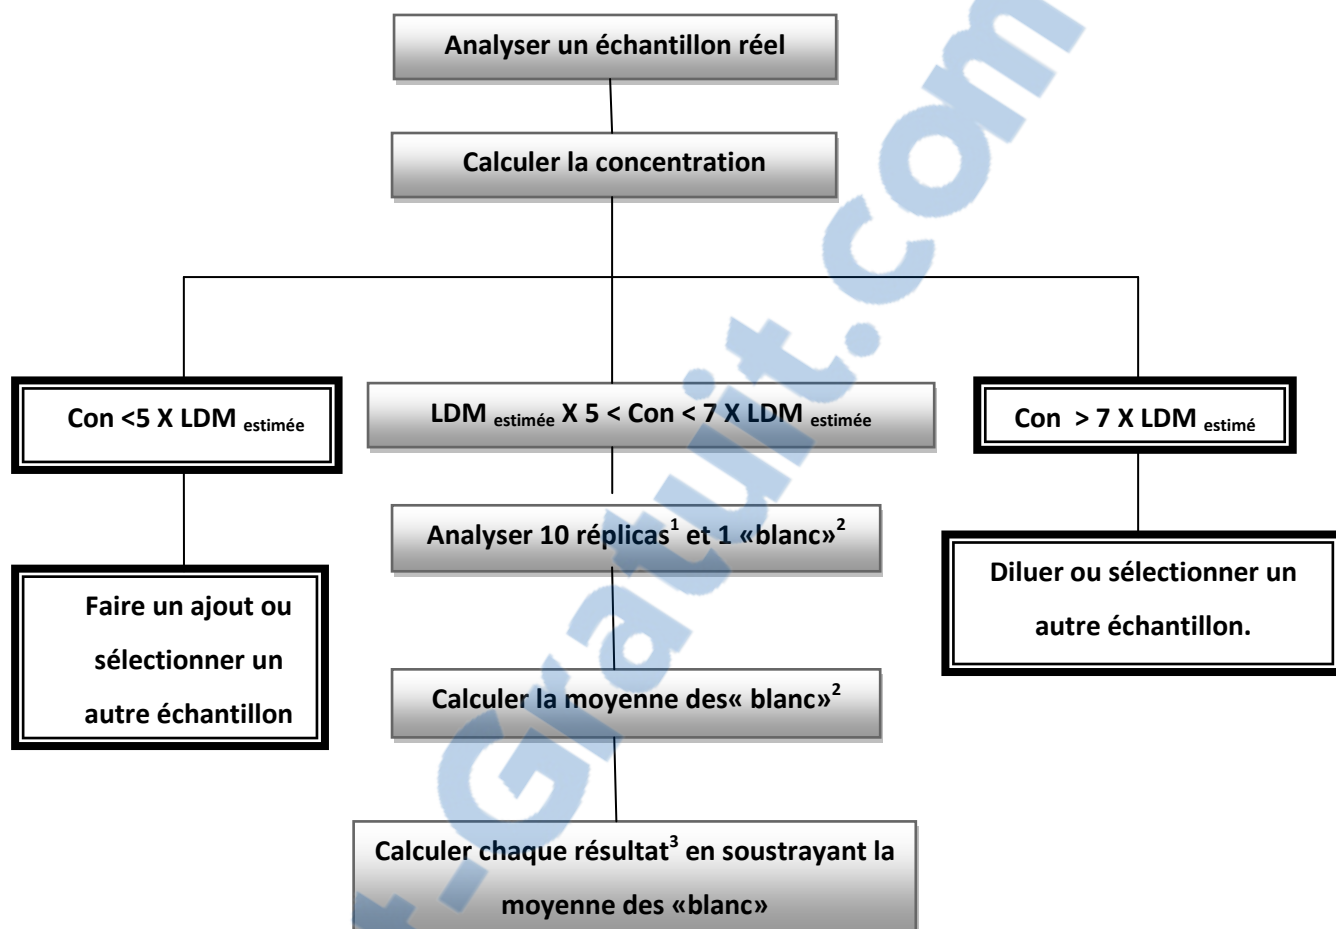 Analyser un échantillon réel
Calculer la concentration
Con <5 X LDM estimée
LDM estimée X 5 < Con < 7 X LDM estimée
Con > 7 X LDM estimé
Analyser 10 réplicas1 et 1 «blanc»2
Faire un ajout ou
sélectionner un
autre échantillon
Diluer ou sélectionner un
autre échantillon.
Calculer la moyenne des« blanc»2
Calculer chaque résultat3 en soustrayant la
moyenne des «blanc»
t-Gratuit.com